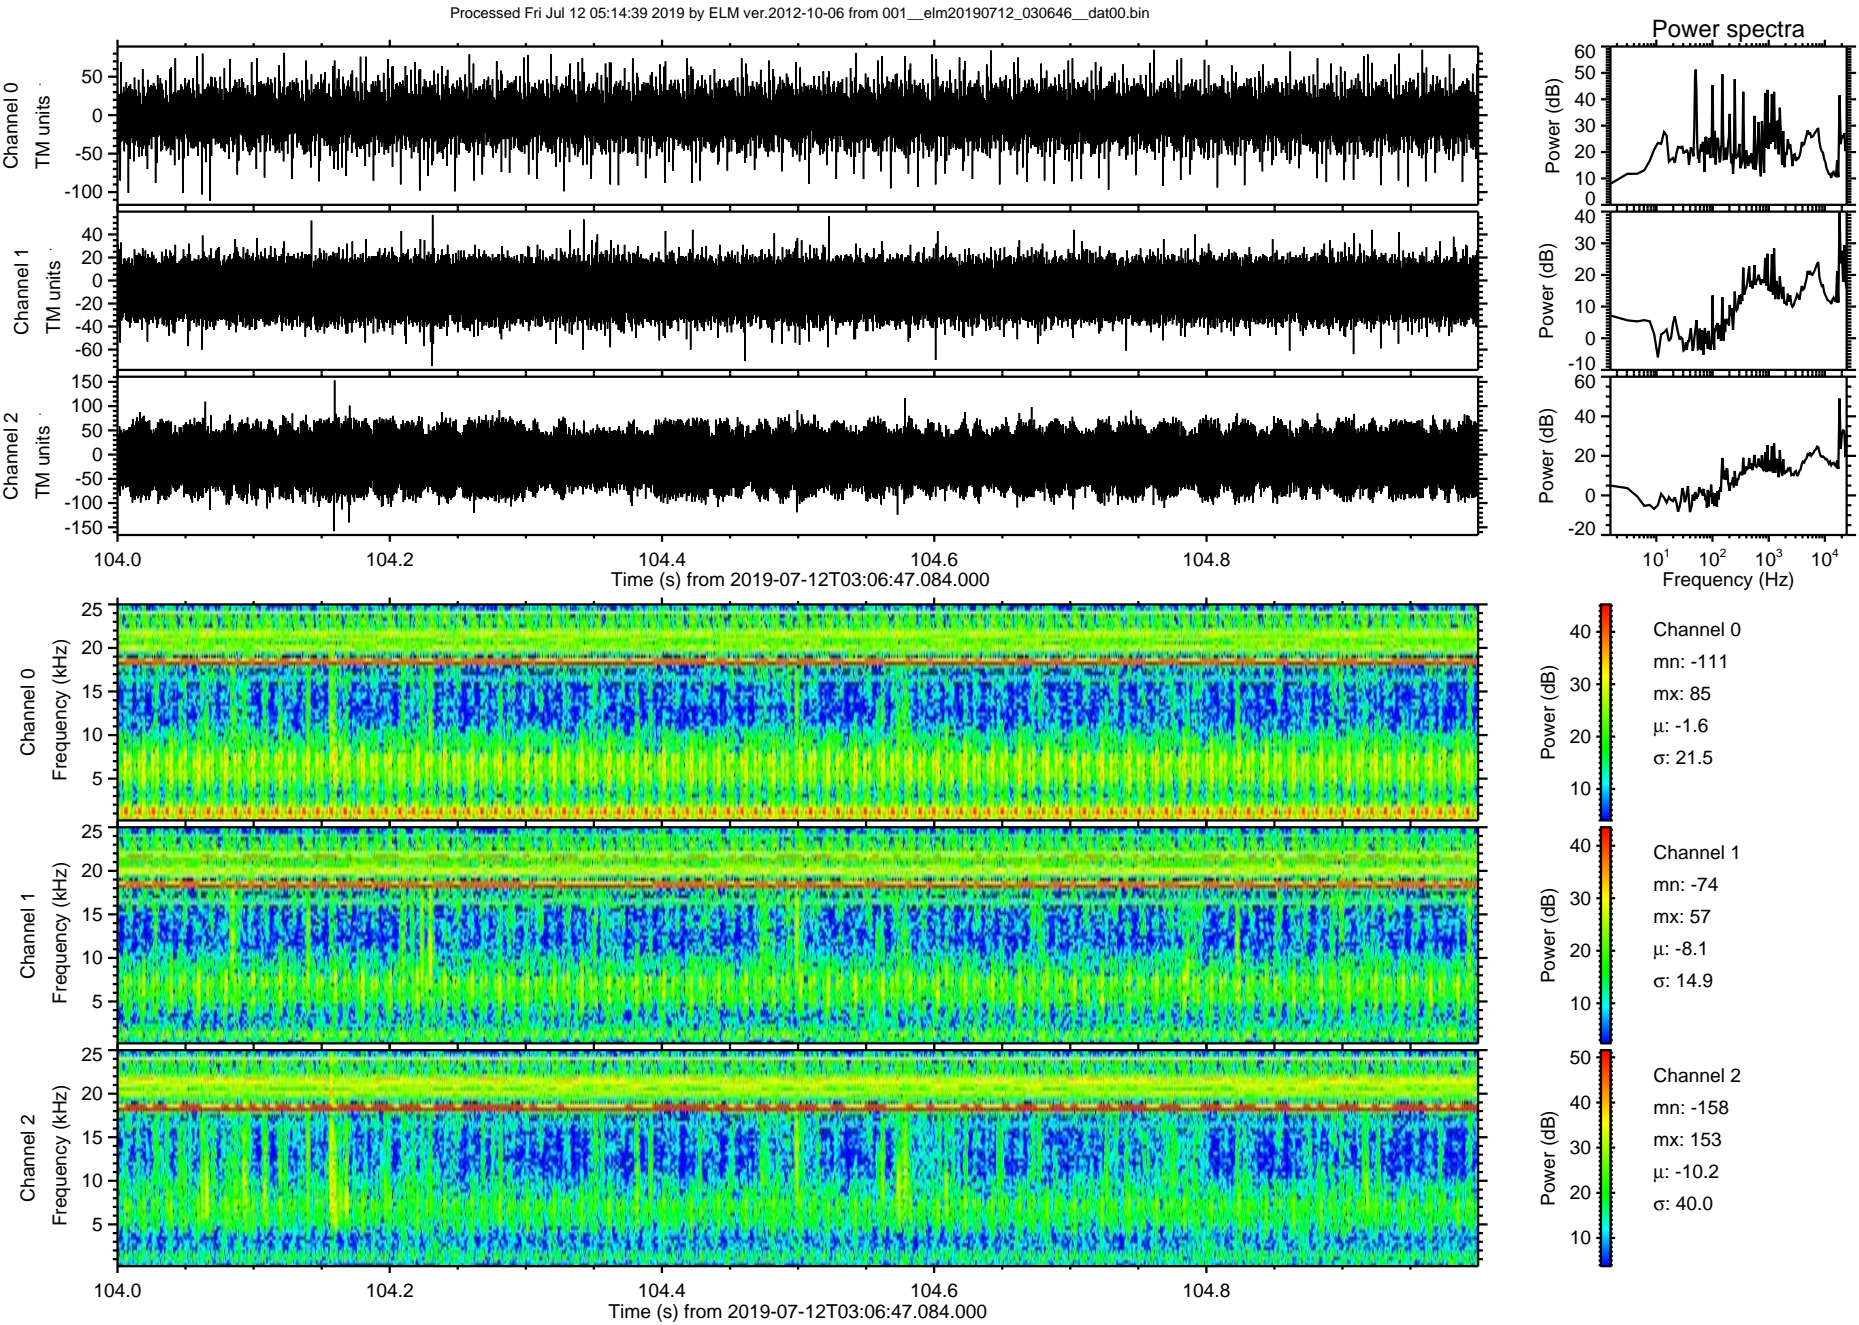 Processed Fri Jul 12 05:14:39 2019 by ELM ver.2012-10-06 from 001__elm20190712_030646__dat00.bin
Power spectra
Channel 0
TM units
50
0
-50
-100
Power (dB)
60
50
40
30
20
10
0
Channel 1
TM units
40
20
0
-20
-40
-60
Power (dB)
40
30
20
10
0
-10
Channel 2
TM units
150
100
50
0
-50
-100
-150
Power (dB)
60
40
20
0
-20
104.0 104.2 104.4 104.6 104.8
Time (s) from 2019-07-12T03:06:47.084.000
10¹ 10² 10³ 10⁴
Frequency (Hz)
Channel 0
Frequency (kHz)
25
20
15
10
5
Power (dB)
40
30
20
10
Channel 0
mn: -111
mx: 85
μ: -1.6
σ: 21.5
Channel 1
Frequency (kHz)
25
20
15
10
5
Power (dB)
40
30
20
10
Channel 1
mn: -74
mx: 57
μ: -8.1
σ: 14.9
Channel 2
Frequency (kHz)
25
20
15
10
5
Power (dB)
50
40
30
20
10
Channel 2
mn: -158
mx: 153
μ: -10.2
σ: 40.0
104.0 104.2 104.4 104.6 104.8
Time (s) from 2019-07-12T03:06:47.084.000